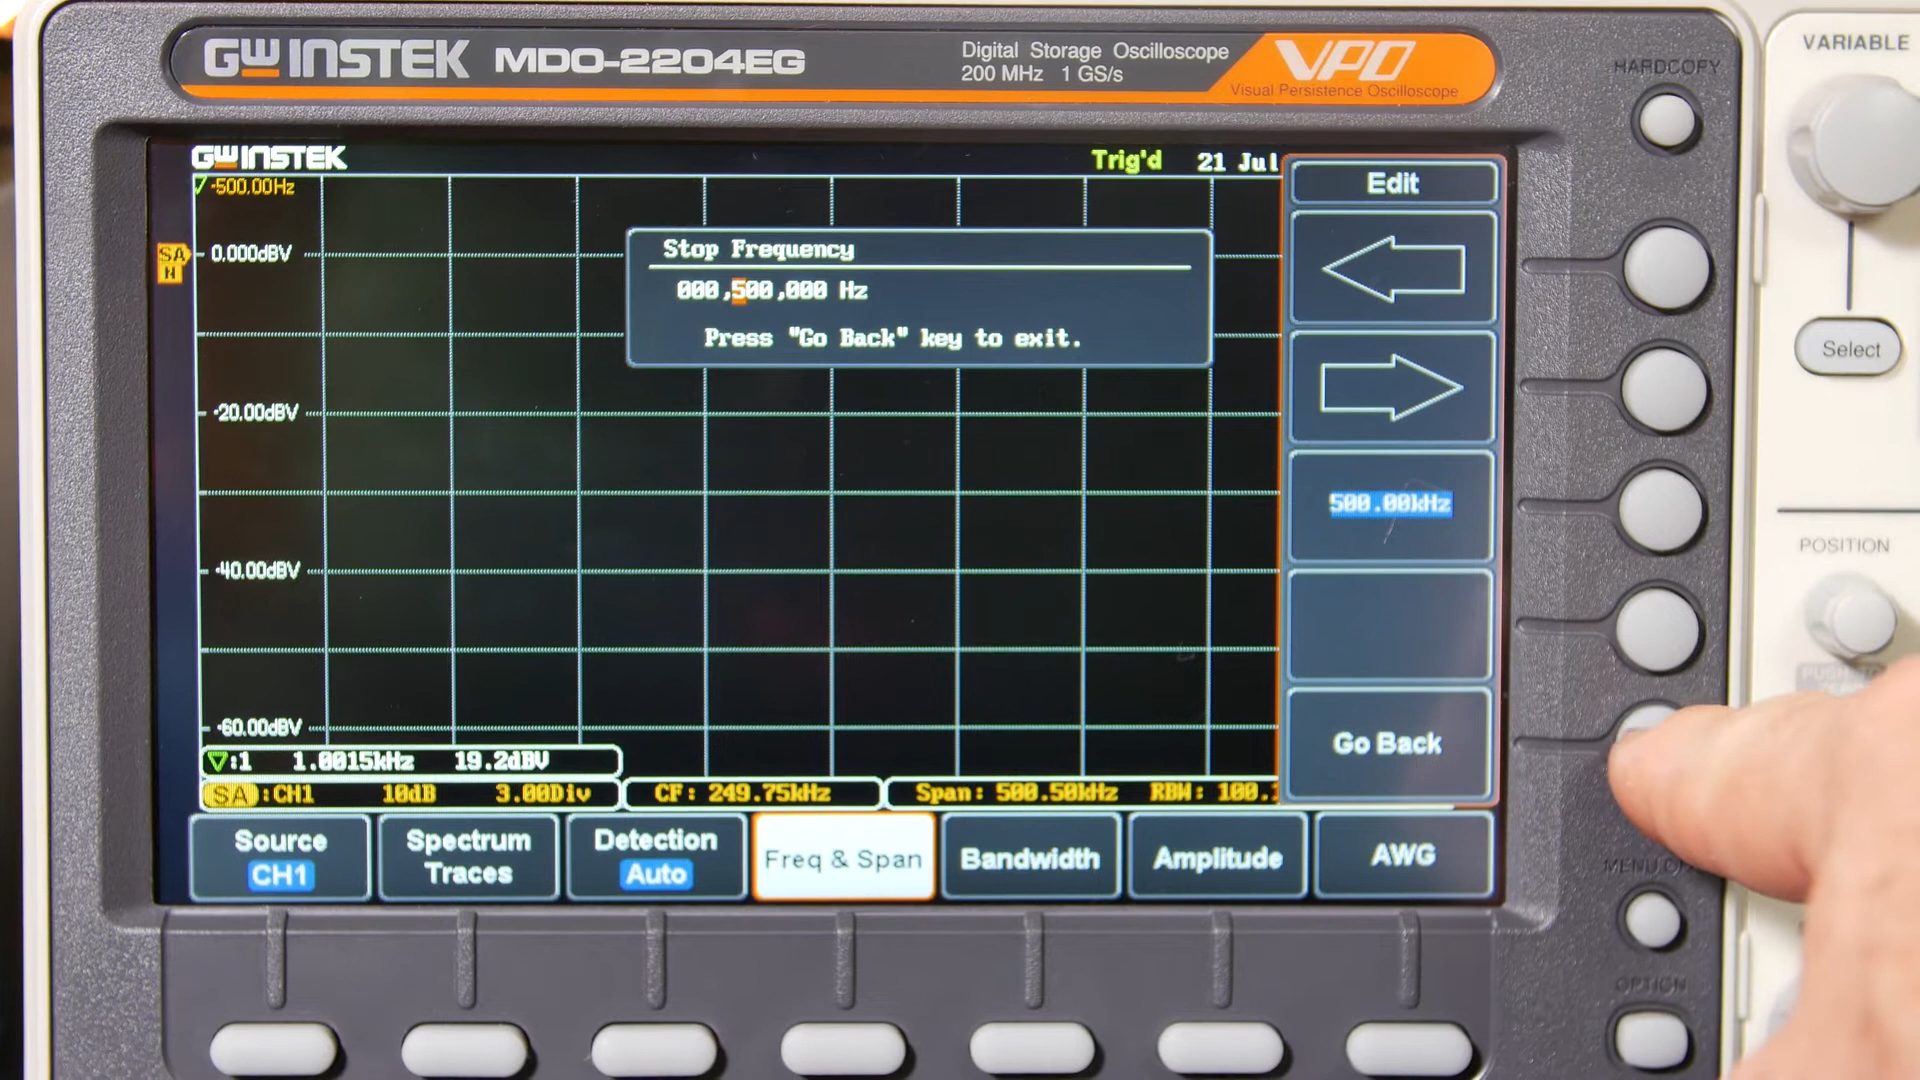 GW INSTEK MDO-2204EG
Digital Storage Oscilloscope
200 MHz 1 GS/s
VPO
Visual Persistence Oscilloscope
HARDCOPY
VARIABLE
GW INSTEK
Trig'd 21 Jul
-500.00Hz
Edit
SA
N
0.000dBV
Stop Frequency
000,500,000 Hz
Press "Go Back" key to exit.
Select
-20.00dBV
500.00kHz
POSITION
-40.00dBV
-60.00dBV
Go Back
:1 1.0015kHz 19.2dBV
SA :CH1 10dB 3.00Div
CF: 249.75kHz
Span: 500.50kHz RBW: 100.
Source
CH1
Spectrum
Traces
Detection
Auto
Freq & Span
Bandwidth
Amplitude
AWG
MENU
OPTION